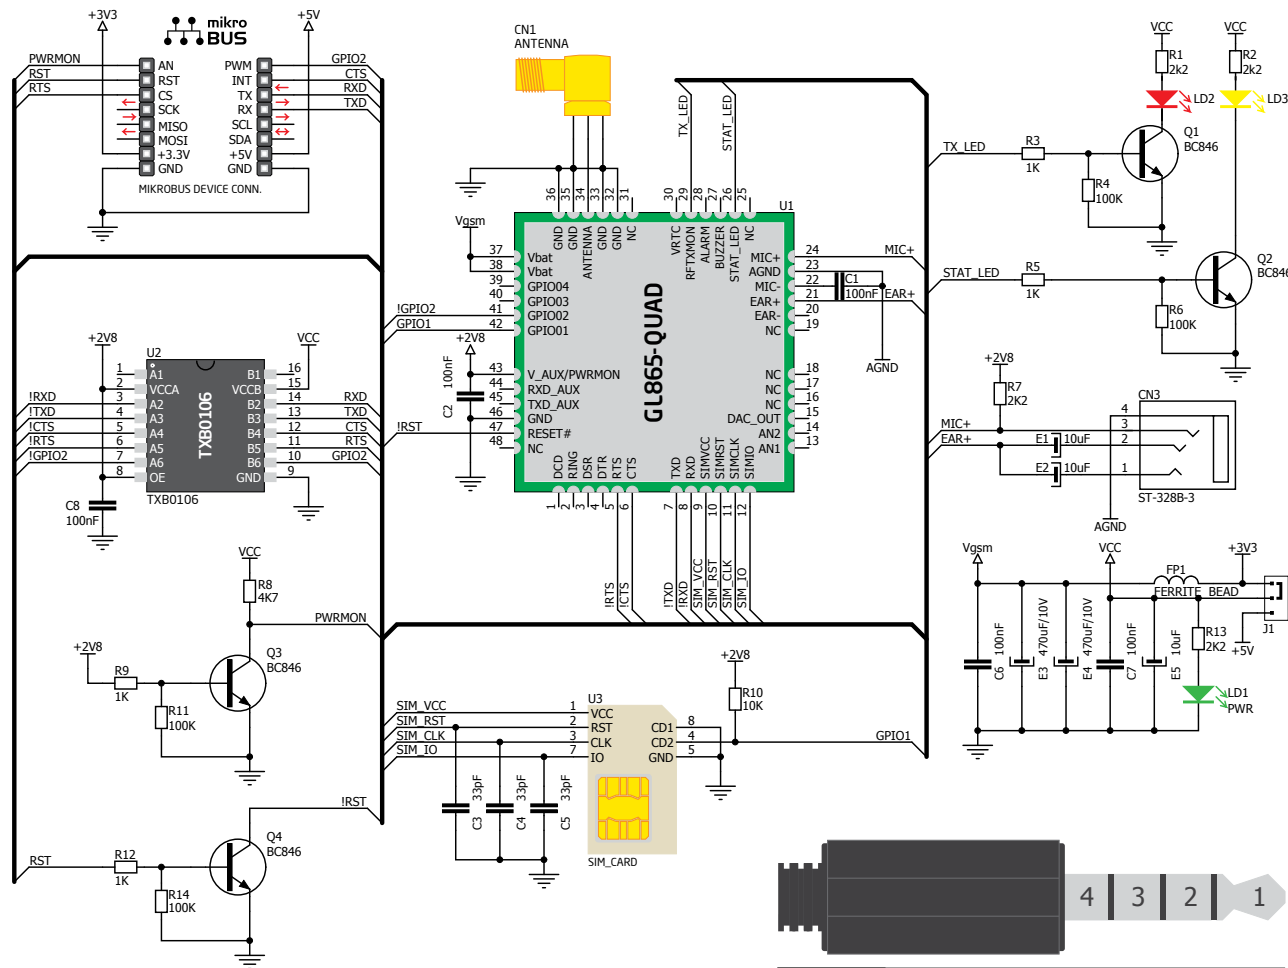 +3V3
mikro
BUS
+5V
PWRMON AN PWM GPIO2
RST RST INT CTS
RTS CS TX RXD
SCK RX TXD
MISO SCL
MOSI SDA
+3.3V +5V
GND GND
MIKROBUS DEVICE CONN.
CN1
ANTENNA
TX_LED
STAT_LED
36 35 34 33 32 31 30 29 28 27 26 25
U1
GND GND ANTENNA GND GND NC VRTC RFTXMON ALARM BUZZER STAT_LED NC
Vgsm
37 Vbat
38 Vbat
39 GPIO04
40 GPIO03
!GPIO2 41 GPIO02
GPIO1 42 GPIO01
+2V8
43 V_AUX/PWRMON
44 RXD_AUX
45 TXD_AUX
46 GND
!RST 47 RESET#
48 NC
C2 100nF
GL865-QUAD
MIC+ 24 MIC+
AGND 23
MIC- 22
EAR+ 21 EAR+
EAR- 20
NC 19
C1
100nF
AGND
NC 18
NC 17
NC 16
DAC_OUT 15
AN2 14
AN1 13
DCD RING DSR DTR RTS CTS TXD RXD SIMVCC SIMRST SIMCLK SIMIO
1 2 3 4 5 6 7 8 9 10 11 12
!RTS !CTS !TXD !RXD SIM_VCC SIM_RST SIM_CLK SIM_IO
VCC VCC
R1
2k2
R2
2k2
LD2 LD3
TX_LED
R3
1K
Q1
BC846
R4
100K
STAT_LED
R5
1K
Q2
BC846
R6
100K
+2V8
R7
2K2
CN3
MIC+
EAR+
E1 10uF
E2 10uF
4
3
2
1
ST-328B-3
AGND
+2V8
VCC
U2
1 A1 B1 16
2 VCCA VCCB 15
!RXD 3 A2 B2 14 RXD
!TXD 4 A3 B3 13 TXD
!CTS 5 A4 B4 12 CTS
!RTS 6 A5 B5 11 RTS
!GPIO2 7 A6 B6 10 GPIO2
8 OE GND 9
TXB0106
TXB0106
C8
100nF
VCC
R8
4K7
PWRMON
+2V8
R9
1K
Q3
BC846
R11
100K
!RST
RST
R12
1K
Q4
BC846
R14
100K
SIM_VCC 1 VCC
SIM_RST 2 RST
SIM_CLK 3 CLK
SIM_IO 7 IO
U3
CD1 8
CD2 4
GND 5
SIM_CARD
C3 33pF
C4 33pF
C5 33pF
+2V8
R10
10K
GPIO1
Vgsm
VCC
+3V3
FP1
FERRITE BEAD
J1
+5V
C6 100nF
E3 470uF/10V
E4 470uF/10V
C7 100nF
E5 10uF
R13
2K2
LD1
PWR
4 3 2 1